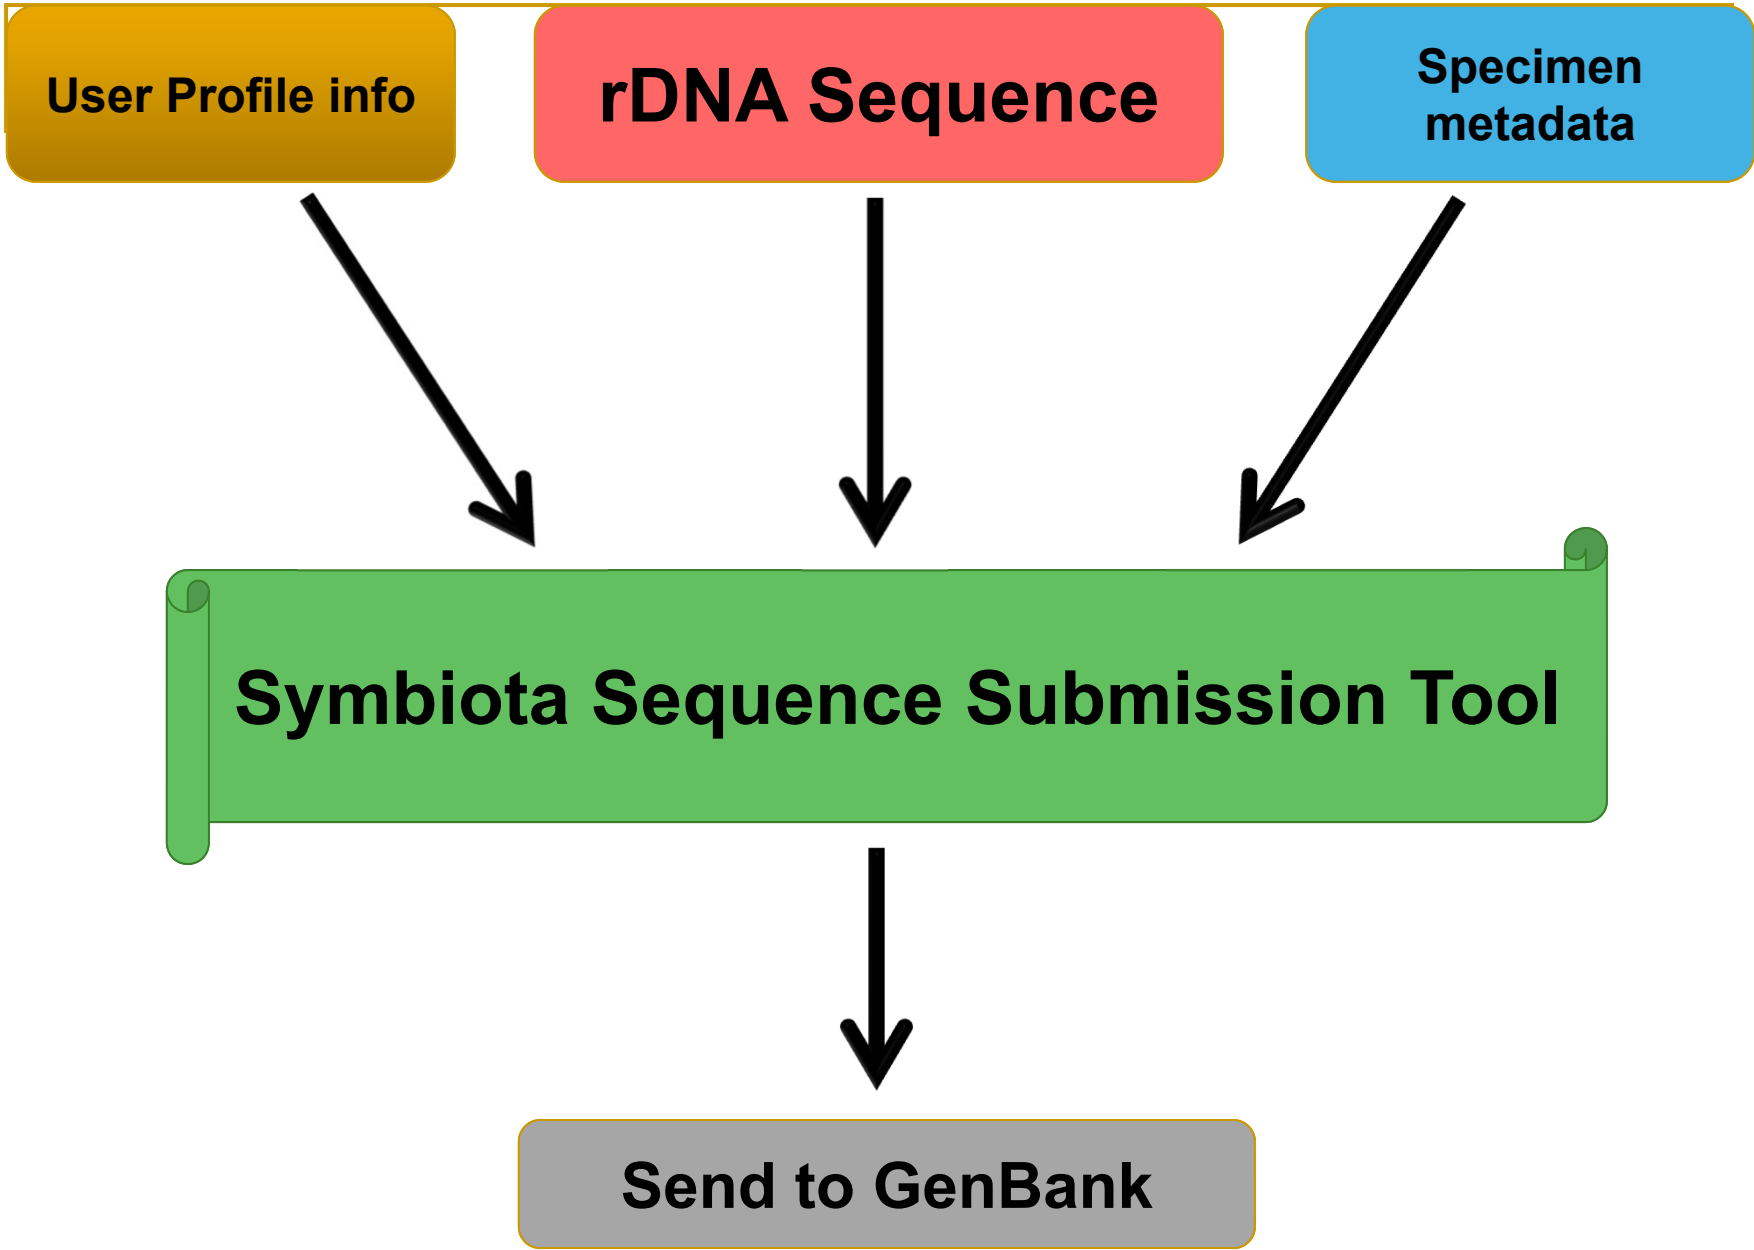 User Profile info
rDNA Sequence
Specimen
metadata
Symbiota Sequence Submission Tool
Send to GenBank